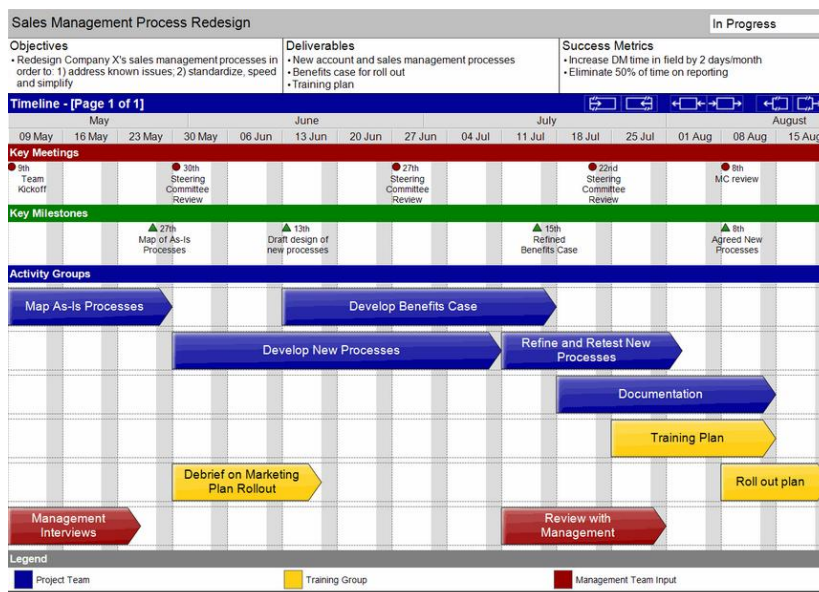 Sales Management Process Redesign
In Progress
Objectives
• Redesign Company X's sales management processes in
order to: 1) address known issues; 2) standardize, speed
and simplify
Deliverables
• New account and sales management processes
• Benefits case for roll out
• Training plan
Success Metrics
• Increase DM time in field by 2 days/month
• Eliminate 50% of time on reporting
Timeline - [Page 1 of 1]
May June July August
09 May 16 May 23 May 30 May 06 Jun 13 Jun 20 Jun 27 Jun 04 Jul 11 Jul 18 Jul 25 Jul 01 Aug 08 Aug 15 Aug
Key Meetings
9th
Team
Kickoff
30th
Steering
Committee
Review
27th
Steering
Committee
Review
22nd
Steering
Committee
Review
8th
MC review
Key Milestones
27th
Map of As-Is
Processes
13th
Draft design of
new processes
15th
Refined
Benefits Case
8th
Agreed New
Processes
Activity Groups
Map As-Is Processes
Develop Benefits Case
Develop New Processes
Refine and Retest New
Processes
Documentation
Training Plan
Debrief on Marketing
Plan Rollout
Roll out plan
Management
Interviews
Review with
Management
Legend
Project Team
Training Group
Management Team Input